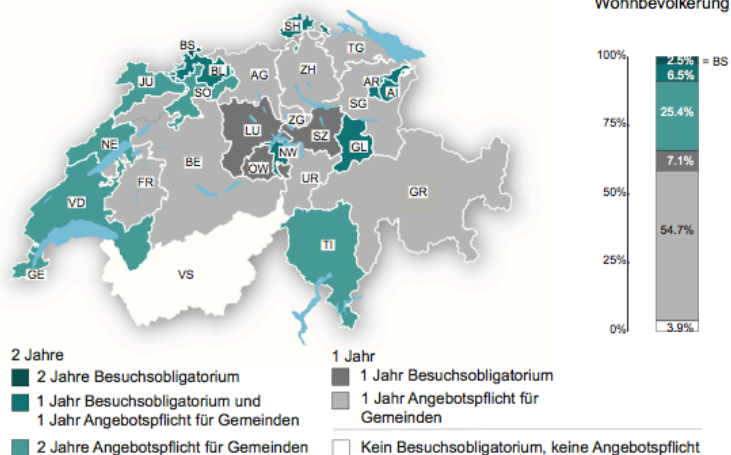 Wohnbevölkerung
SH
BS
TG
100%
2.5%
= BS
BL
ZH
6.5%
JU
AG
AR
AI
SO
SG
25.4%
ZG
75%
LU
SZ
NE
GL
NW
7.1%
BE
OW
FR
UR
GR
50%
VD
54.7%
TI
25%
GE
VS
0%
3.9%
2 Jahre
2 Jahre Besuchsobligatorium
1 Jahr Besuchsobligatorium und
1 Jahr Angebotspflicht für Gemeinden
2 Jahre Angebotspflicht für Gemeinden
1 Jahr
1 Jahr Besuchsobligatorium
1 Jahr Angebotspflicht für
Gemeinden
Kein Besuchsobligatorium, keine Angebotspflicht